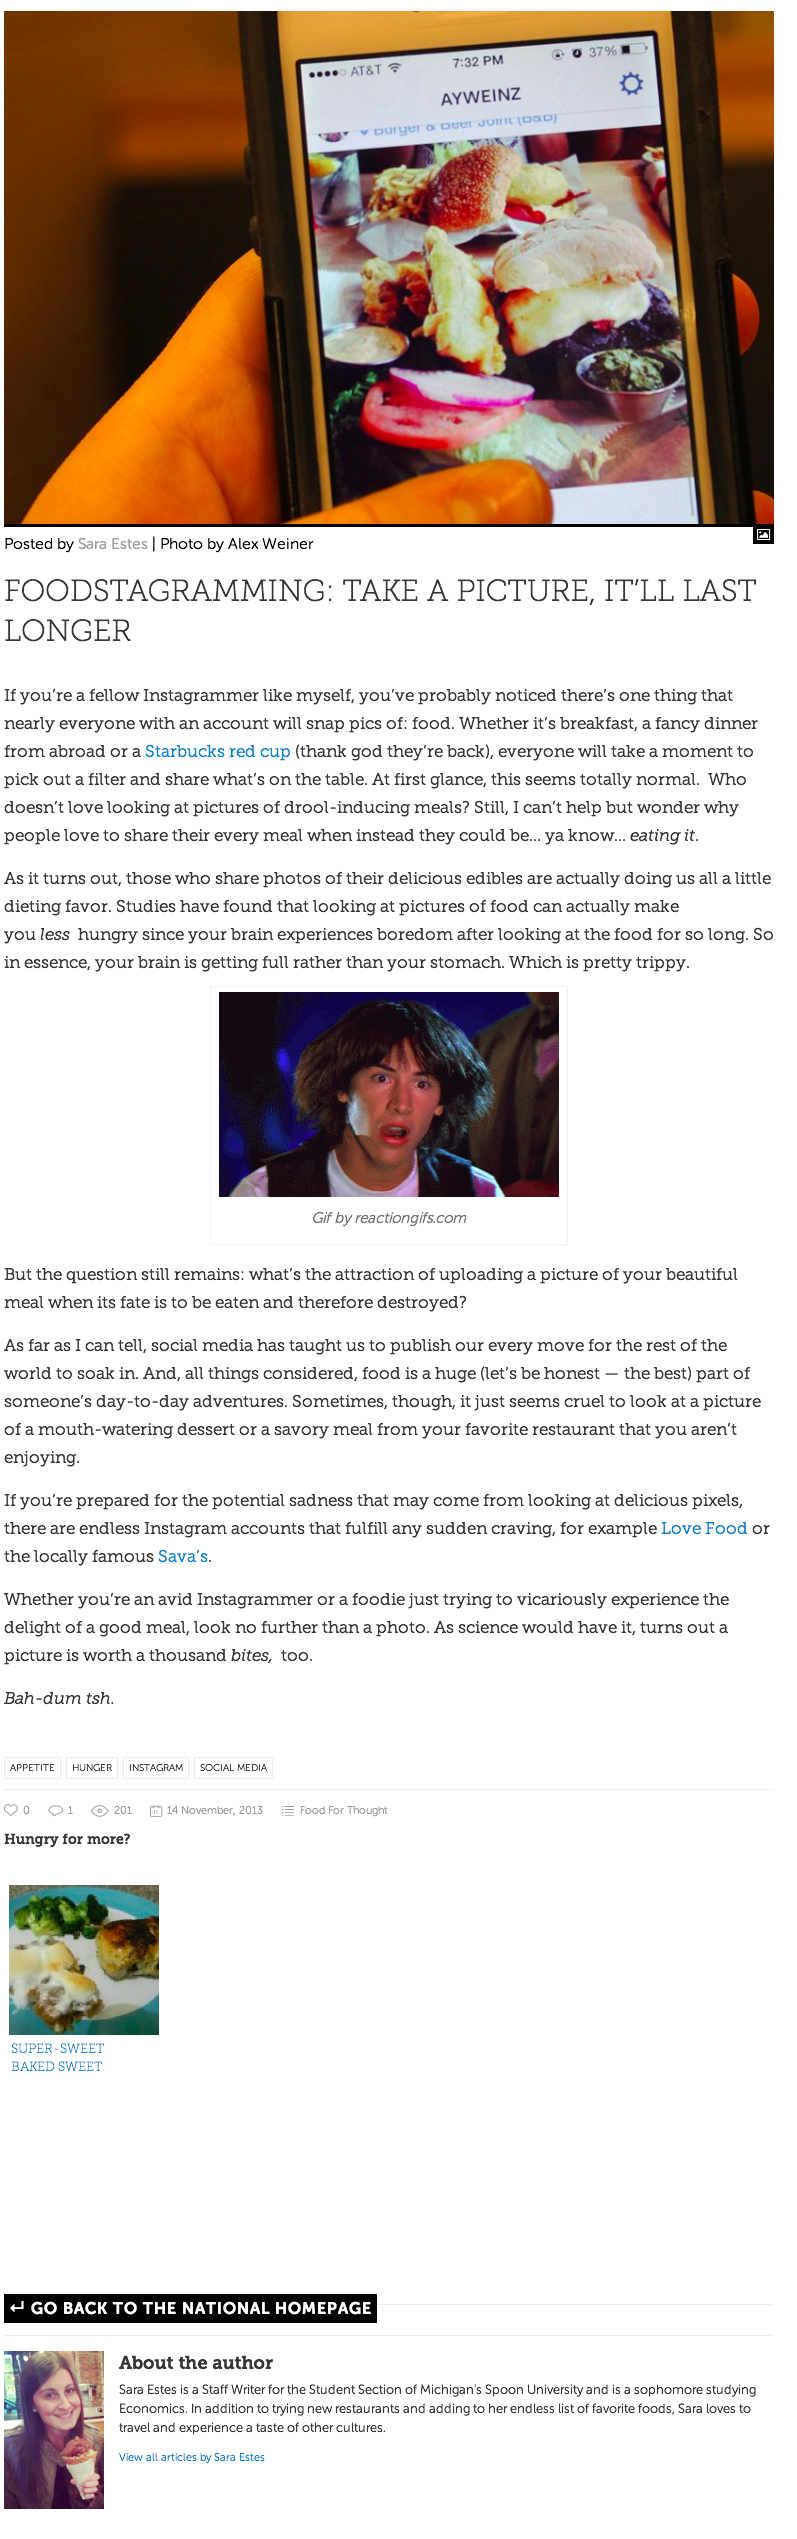 AT&T 7:32 PM 37%
AYWEINZ
Burger & Beer Joint (B&B)
Posted by Sara Estes | Photo by Alex Weiner
FOODSTAGRAMMING: TAKE A PICTURE, IT’LL LAST
LONGER
If you’re a fellow Instagrammer like myself, you’ve probably noticed there’s one thing that
nearly everyone with an account will snap pics of: food. Whether it’s breakfast, a fancy dinner
from abroad or a Starbucks red cup (thank god they’re back), everyone will take a moment to
pick out a filter and share what’s on the table. At first glance, this seems totally normal.  Who
doesn’t love looking at pictures of drool-inducing meals? Still, I can’t help but wonder why
people love to share their every meal when instead they could be… ya know… eating it.
As it turns out, those who share photos of their delicious edibles are actually doing us all a little
dieting favor. Studies have found that looking at pictures of food can actually make
you less  hungry since your brain experiences boredom after looking at the food for so long. So
in essence, your brain is getting full rather than your stomach. Which is pretty trippy.
Gif by reactiongifs.com
But the question still remains: what’s the attraction of uploading a picture of your beautiful
meal when its fate is to be eaten and therefore destroyed?
As far as I can tell, social media has taught us to publish our every move for the rest of the
world to soak in. And, all things considered, food is a huge (let’s be honest — the best) part of
someone’s day-to-day adventures. Sometimes, though, it just seems cruel to look at a picture
of a mouth-watering dessert or a savory meal from your favorite restaurant that you aren’t
enjoying.
If you’re prepared for the potential sadness that may come from looking at delicious pixels,
there are endless Instagram accounts that fulfill any sudden craving, for example Love Food or
the locally famous Sava’s.
Whether you’re an avid Instagrammer or a foodie just trying to vicariously experience the
delight of a good meal, look no further than a photo. As science would have it, turns out a
picture is worth a thousand bites,  too.
Bah-dum tsh.
APPETITE HUNGER INSTAGRAM SOCIAL MEDIA
0 1 201 14 November, 2013 Food For Thought
Hungry for more?
SUPER-SWEET
BAKED SWEET
GO BACK TO THE NATIONAL HOMEPAGE
About the author
Sara Estes is a Staff Writer for the Student Section of Michigan's Spoon University and is a sophomore studying
Economics. In addition to trying new restaurants and adding to her endless list of favorite foods, Sara loves to
travel and experience a taste of other cultures.
View all articles by Sara Estes